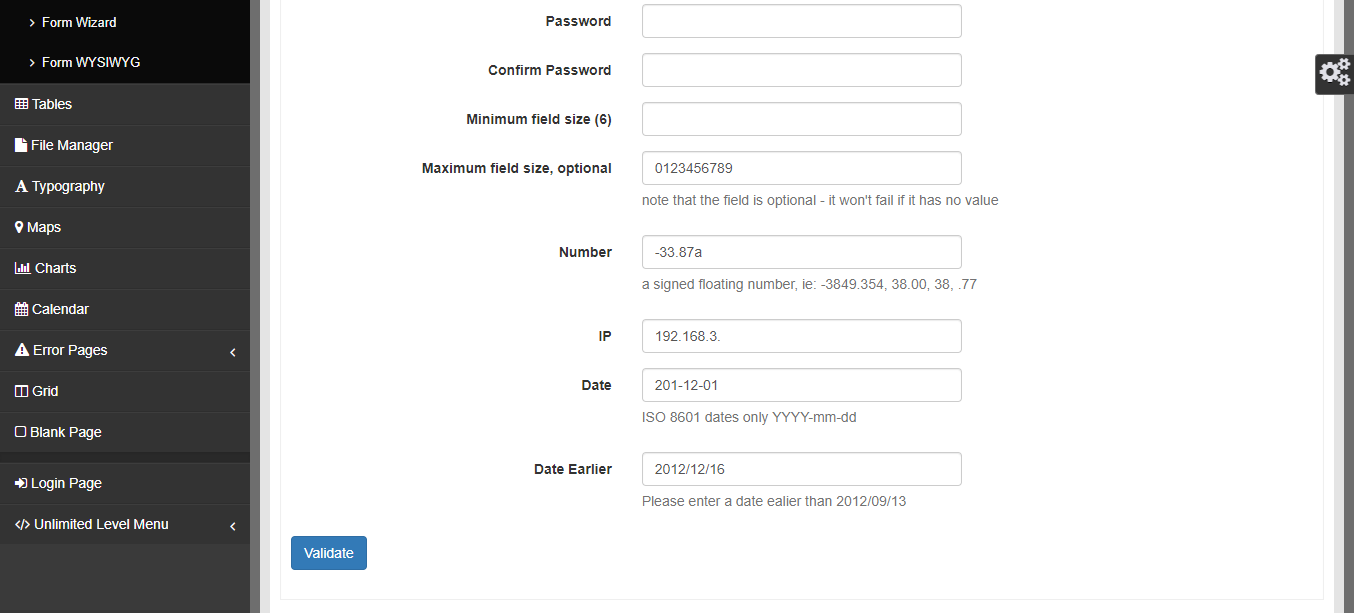 Form Wizard
Form WYSIWYG
Tables
File Manager
Typography
Maps
Charts
Calendar
Error Pages
Grid
Blank Page
Login Page
Unlimited Level Menu
Password
Confirm Password
Minimum field size (6)
Maximum field size, optional
0123456789
note that the field is optional - it won't fail if it has no value
Number
-33.87a
a signed floating number, ie: -3849.354, 38.00, 38, .77
IP
192.168.3.
Date
201-12-01
ISO 8601 dates only YYYY-mm-dd
Date Earlier
2012/12/16
Please enter a date ealier than 2012/09/13
Validate